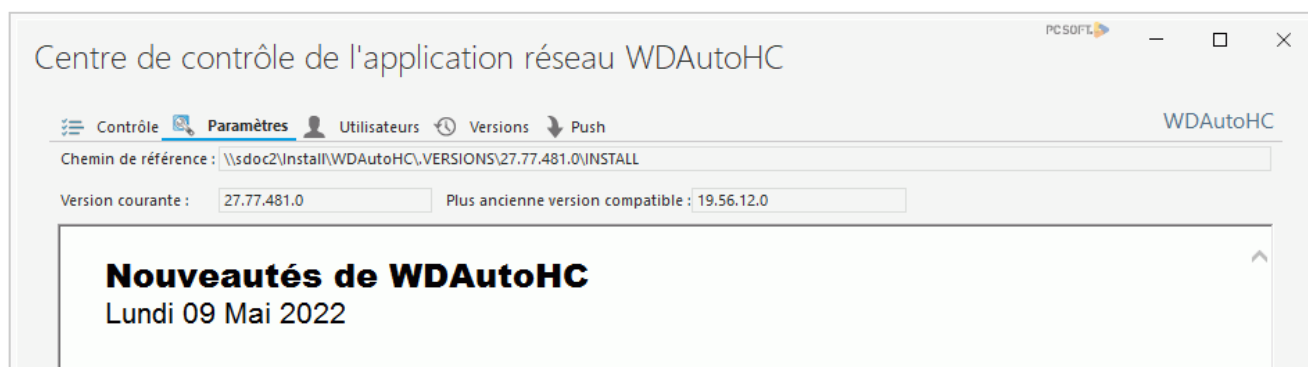 PC SOFT
Centre de contrôle de l'application réseau WDAutoHC
Contrôle Paramètres Utilisateurs Versions Push WDAutoHC
Chemin de référence : \\sdoc2\Install\WDAutoHC\.VERSIONS\27.77.481.0\INSTALL
Version courante : 27.77.481.0 Plus ancienne version compatible : 19.56.12.0
Nouveautés de WDAutoHC
Lundi 09 Mai 2022